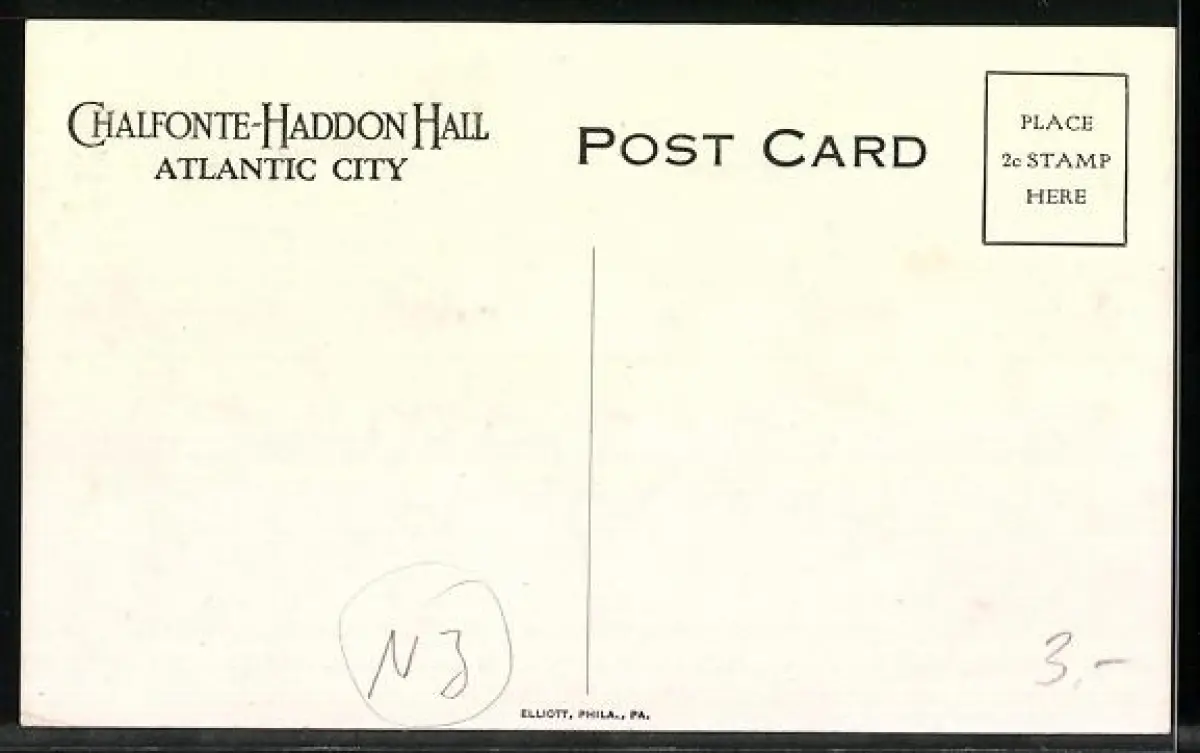 CHALFONTE-HADDON HALL
ATLANTIC CITY
POST CARD
PLACE
2c STAMP
HERE
NJ
3.-
ELLIOTT, PHILA., PA.